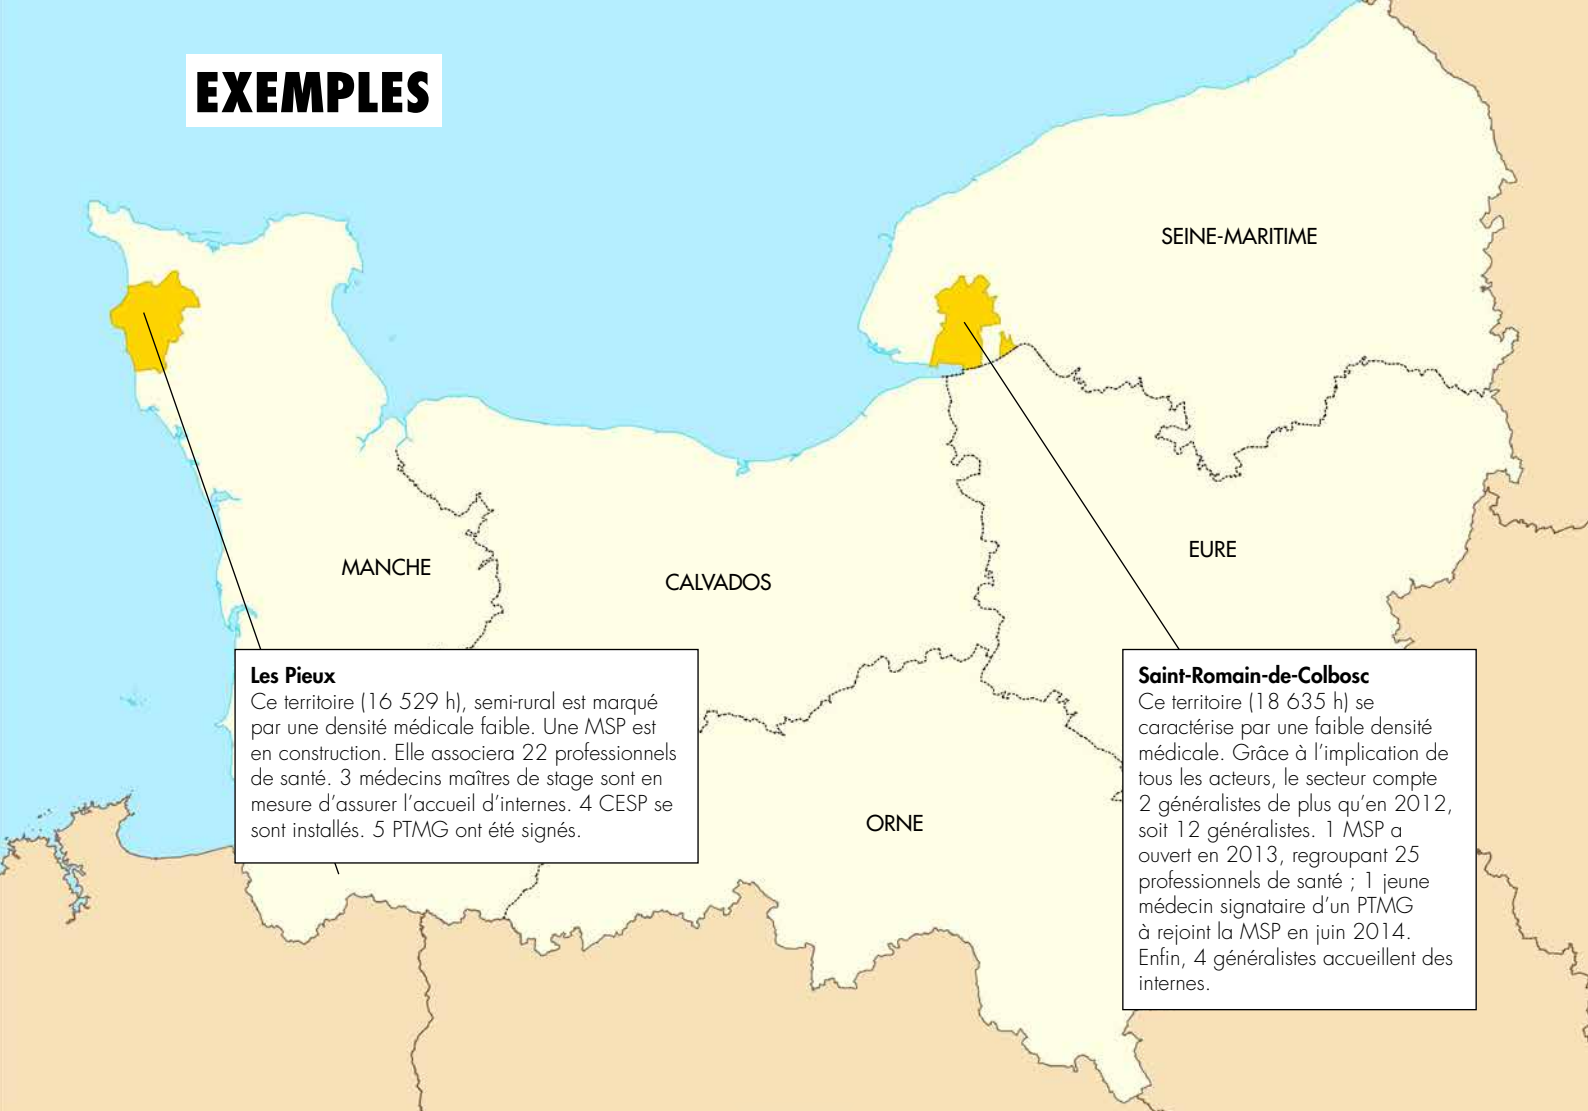 EXEMPLES
SEINE-MARITIME
MANCHE
CALVADOS
EURE
ORNE
Les Pieux
Ce territoire (16 529 h), semi-rural est marqué
par une densité médicale faible. Une MSP est
en construction. Elle associera 22 professionnels
de santé. 3 médecins maîtres de stage sont en
mesure d’assurer l’accueil d’internes. 4 CESP se
sont installés. 5 PTMG ont été signés.
Saint-Romain-de-Colbosc
Ce territoire (18 635 h) se
caractérise par une faible densité
médicale. Grâce à l’implication de
tous les acteurs, le secteur compte
2 généralistes de plus qu’en 2012,
soit 12 généralistes. 1 MSP a
ouvert en 2013, regroupant 25
professionnels de santé ; 1 jeune
médecin signataire d’un PTMG
à rejoint la MSP en juin 2014.
Enfin, 4 généralistes accueillent des
internes.